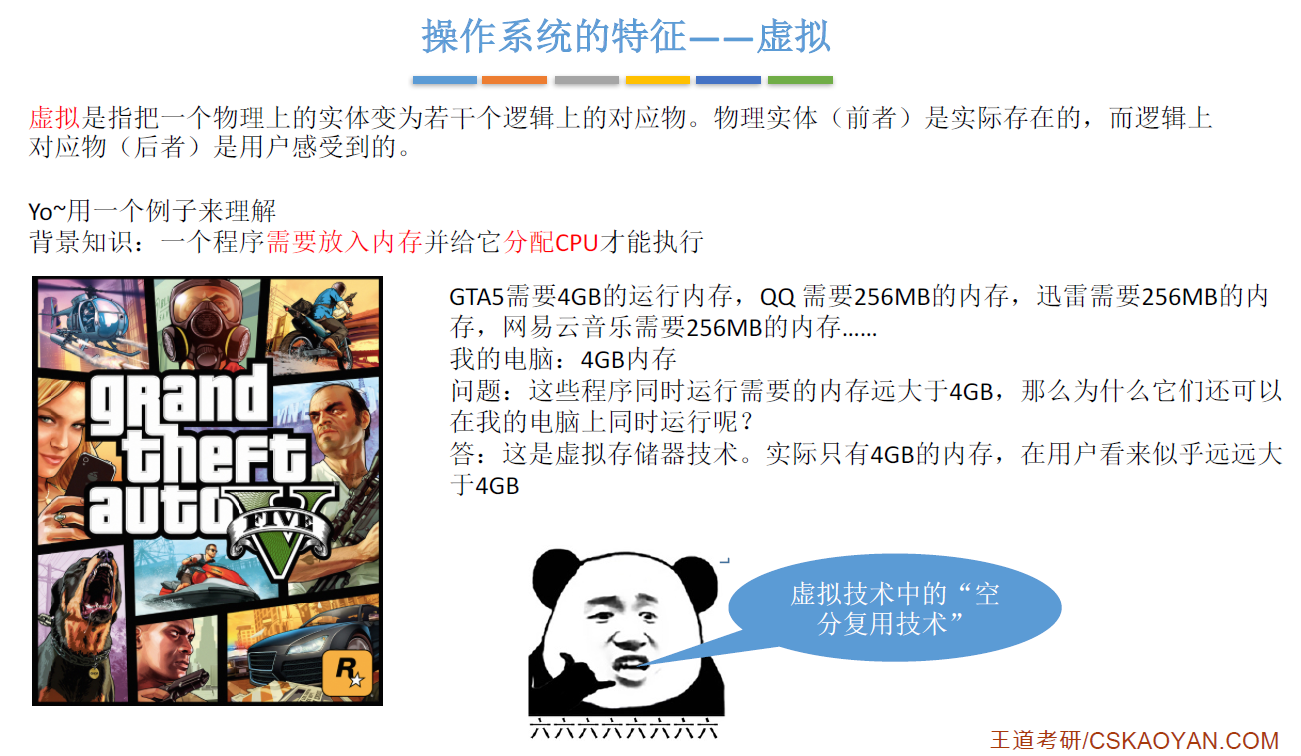 操作系统的特征——虚拟
虚拟是指把一个物理上的实体变为若干个逻辑上的对应物。物理实体（前者）是实际存在的，而逻辑上
对应物（后者）是用户感受到的。
Yo~用一个例子来理解
背景知识：一个程序需要放入内存并给它分配CPU才能执行
grand
theft
auto
V
FIVE
R
GTA5需要4GB的运行内存，QQ 需要256MB的内存，迅雷需要256MB的内
存，网易云音乐需要256MB的内存……
我的电脑：4GB内存
问题：这些程序同时运行需要的内存远大于4GB，那么为什么它们还可以
在我的电脑上同时运行呢？
答：这是虚拟存储器技术。实际只有4GB的内存，在用户看来似乎远远大
于4GB
虚拟技术中的“空
分复用技术”
六六六六六六六六
王道考研/CSKAOYAN.COM